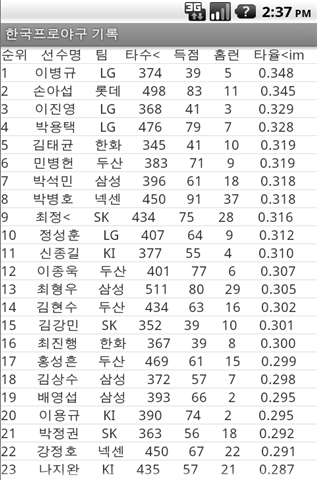 3G 2:37 PM
한국프로야구 기록
순위 선수명 팀 타수< 득점 홈런 타율<im
1 이병규 LG 374 39 5 0.348
2 손아섭 롯데 498 83 11 0.345
3 이진영 LG 368 41 3 0.329
4 박용택 LG 476 79 7 0.328
5 김태균 한화 345 41 10 0.319
6 민병헌 두산 383 71 9 0.319
7 박석민 삼성 396 61 18 0.318
8 박병호 넥센 450 91 37 0.318
9 최정< SK 434 75 28 0.316
10 정성훈 LG 407 64 9 0.312
11 신종길 KI 377 55 4 0.310
12 이종욱 두산 401 77 6 0.307
13 최형우 삼성 511 80 29 0.305
14 김현수 두산 434 63 16 0.302
15 김강민 SK 352 39 10 0.301
16 최진행 한화 367 39 8 0.300
17 홍성흔 두산 469 61 15 0.299
18 김상수 삼성 372 57 7 0.298
19 배영섭 삼성 393 66 2 0.295
20 이용규 KI 390 74 2 0.295
21 박정권 SK 363 56 18 0.292
22 강정호 넥센 450 67 22 0.291
23 나지완 KI 435 57 21 0.287